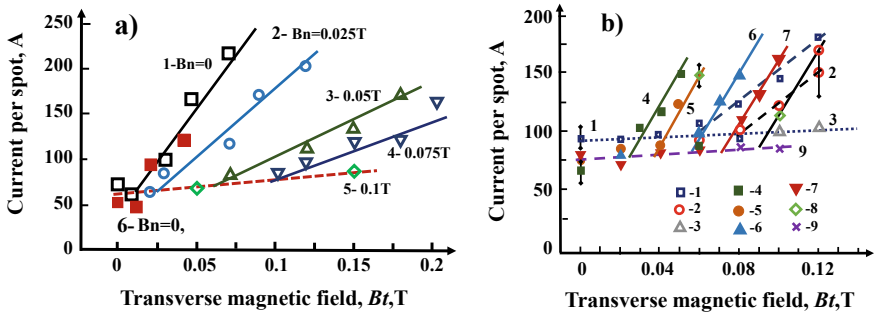 a)
250
200
150
100
50
0
Current per spot, A
1-Bn=0
2- Bn=0.025T
3- 0.05T
4- 0.075T
5- 0.1T
6- Bn=0,
0 0.05 0.1 0.15 0.2
Transverse magnetic field, Bt,T
b)
200
150
100
50
0
Current per spot, A
1
4
5
6
7
2
3
9
-1 -4 -7
-2 -5 -8
-3 -6 -9
0.0 0.04 0.08 0.12
Transverse magnetic field, Bt,T